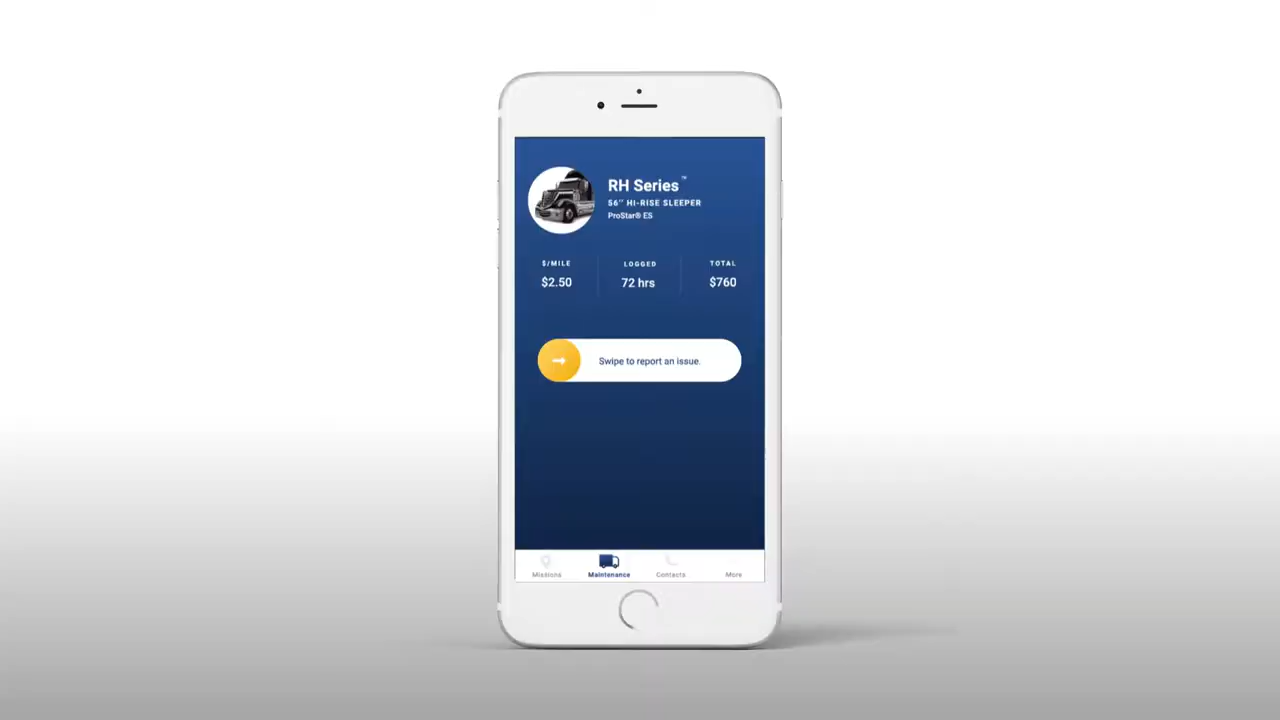 RH Series™
56'' HI-RISE SLEEPER
ProStar® ES
$/MILE LOGGED TOTAL
$2.50 72 hrs $760
Swipe to report an issue.
Missions Maintenance Contacts More